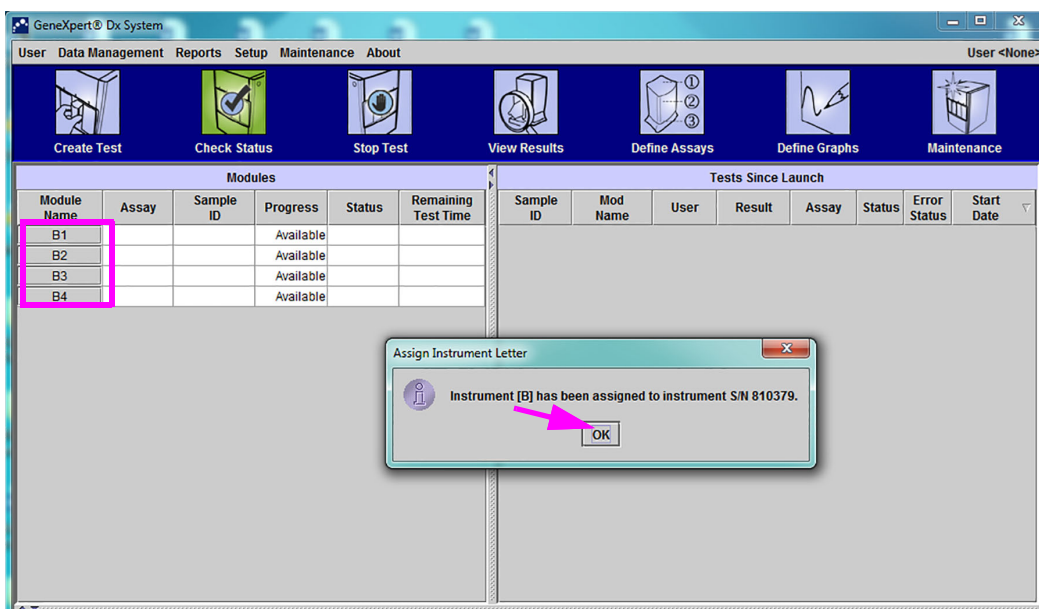 GeneXpert® Dx System
User Data Management Reports Setup Maintenance About User <None>
Create Test Check Status Stop Test View Results Define Assays Define Graphs Maintenance
Modules Tests Since Launch
Module Name Assay Sample ID Progress Status Remaining Test Time Sample ID Mod Name User Result Assay Status Error Status Start Date
B1 Available
B2 Available
B3 Available
B4 Available
Assign Instrument Letter
Instrument [B] has been assigned to instrument S/N 810379.
OK